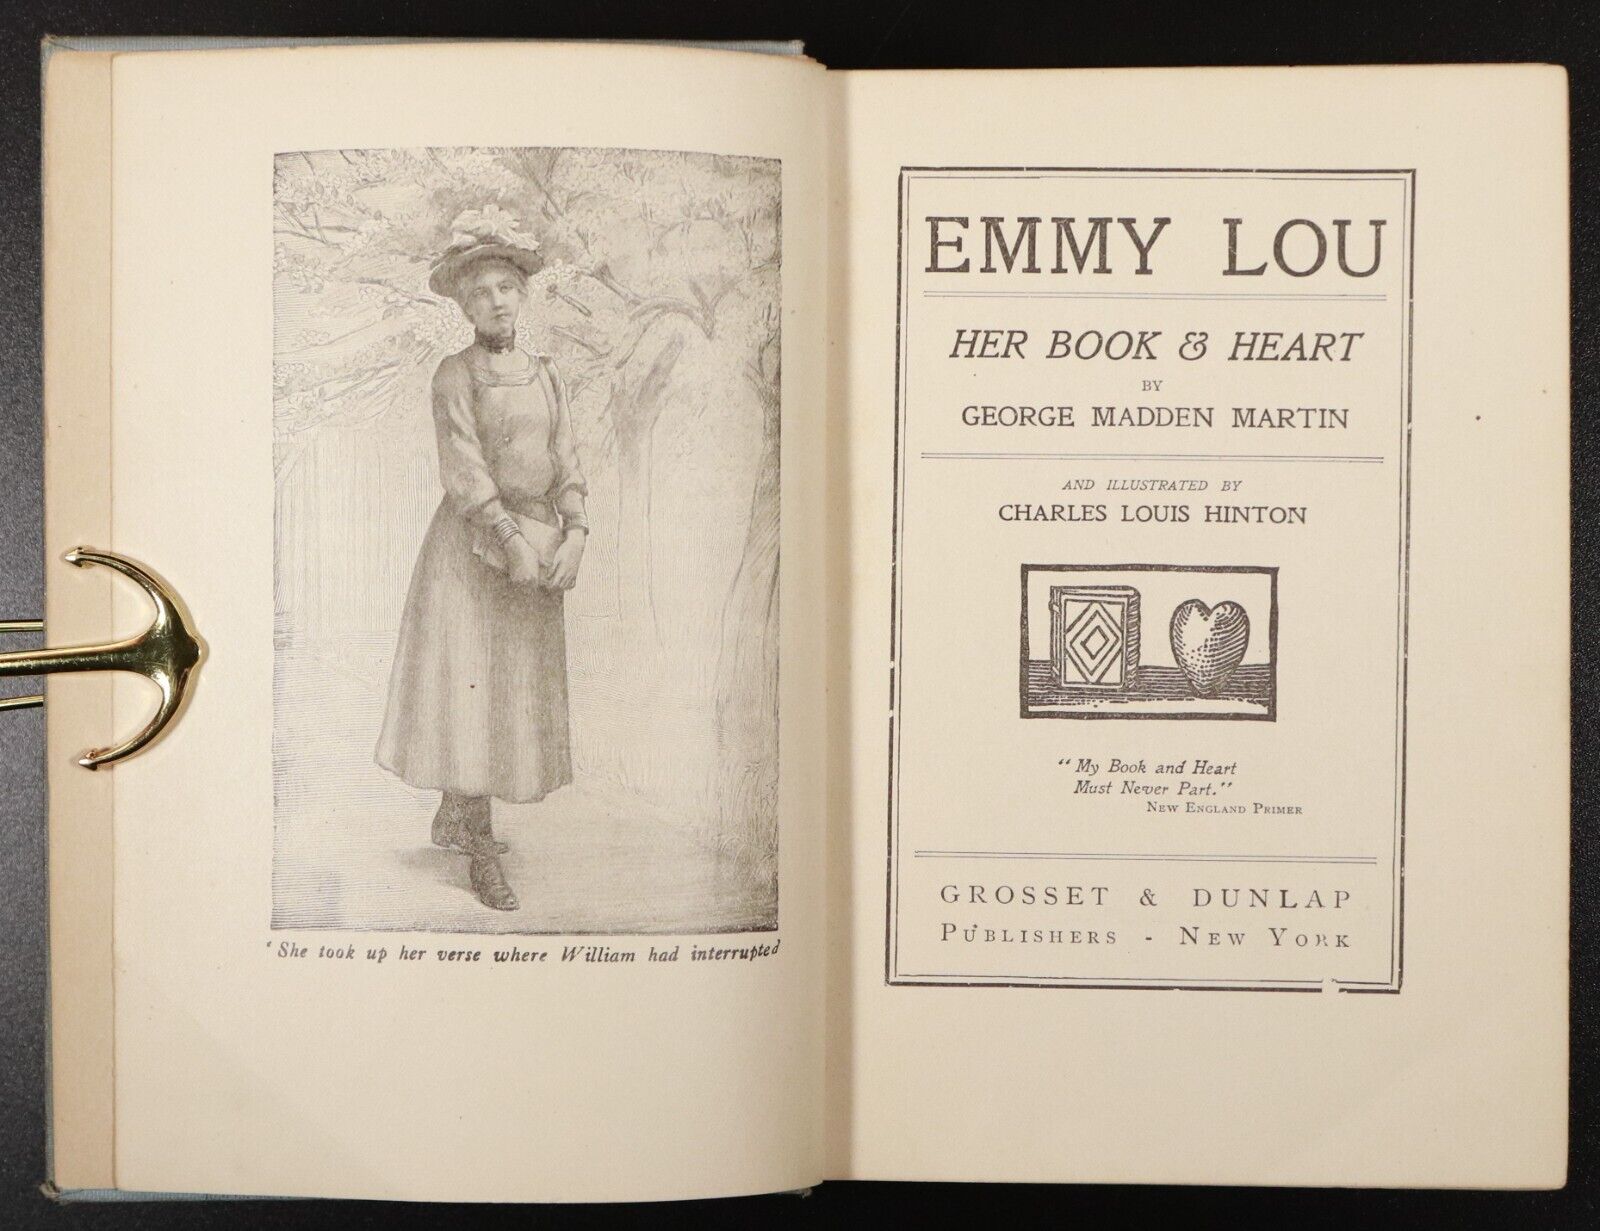 ‘She took up her verse where William had interrupted
EMMY LOU
HER BOOK & HEART
BY
GEORGE MADDEN MARTIN
AND ILLUSTRATED BY
CHARLES LOUIS HINTON
“My Book and Heart
Must Never Part.”
NEW ENGLAND PRIMER
GROSSET & DUNLAP
PUBLISHERS - NEW YORK